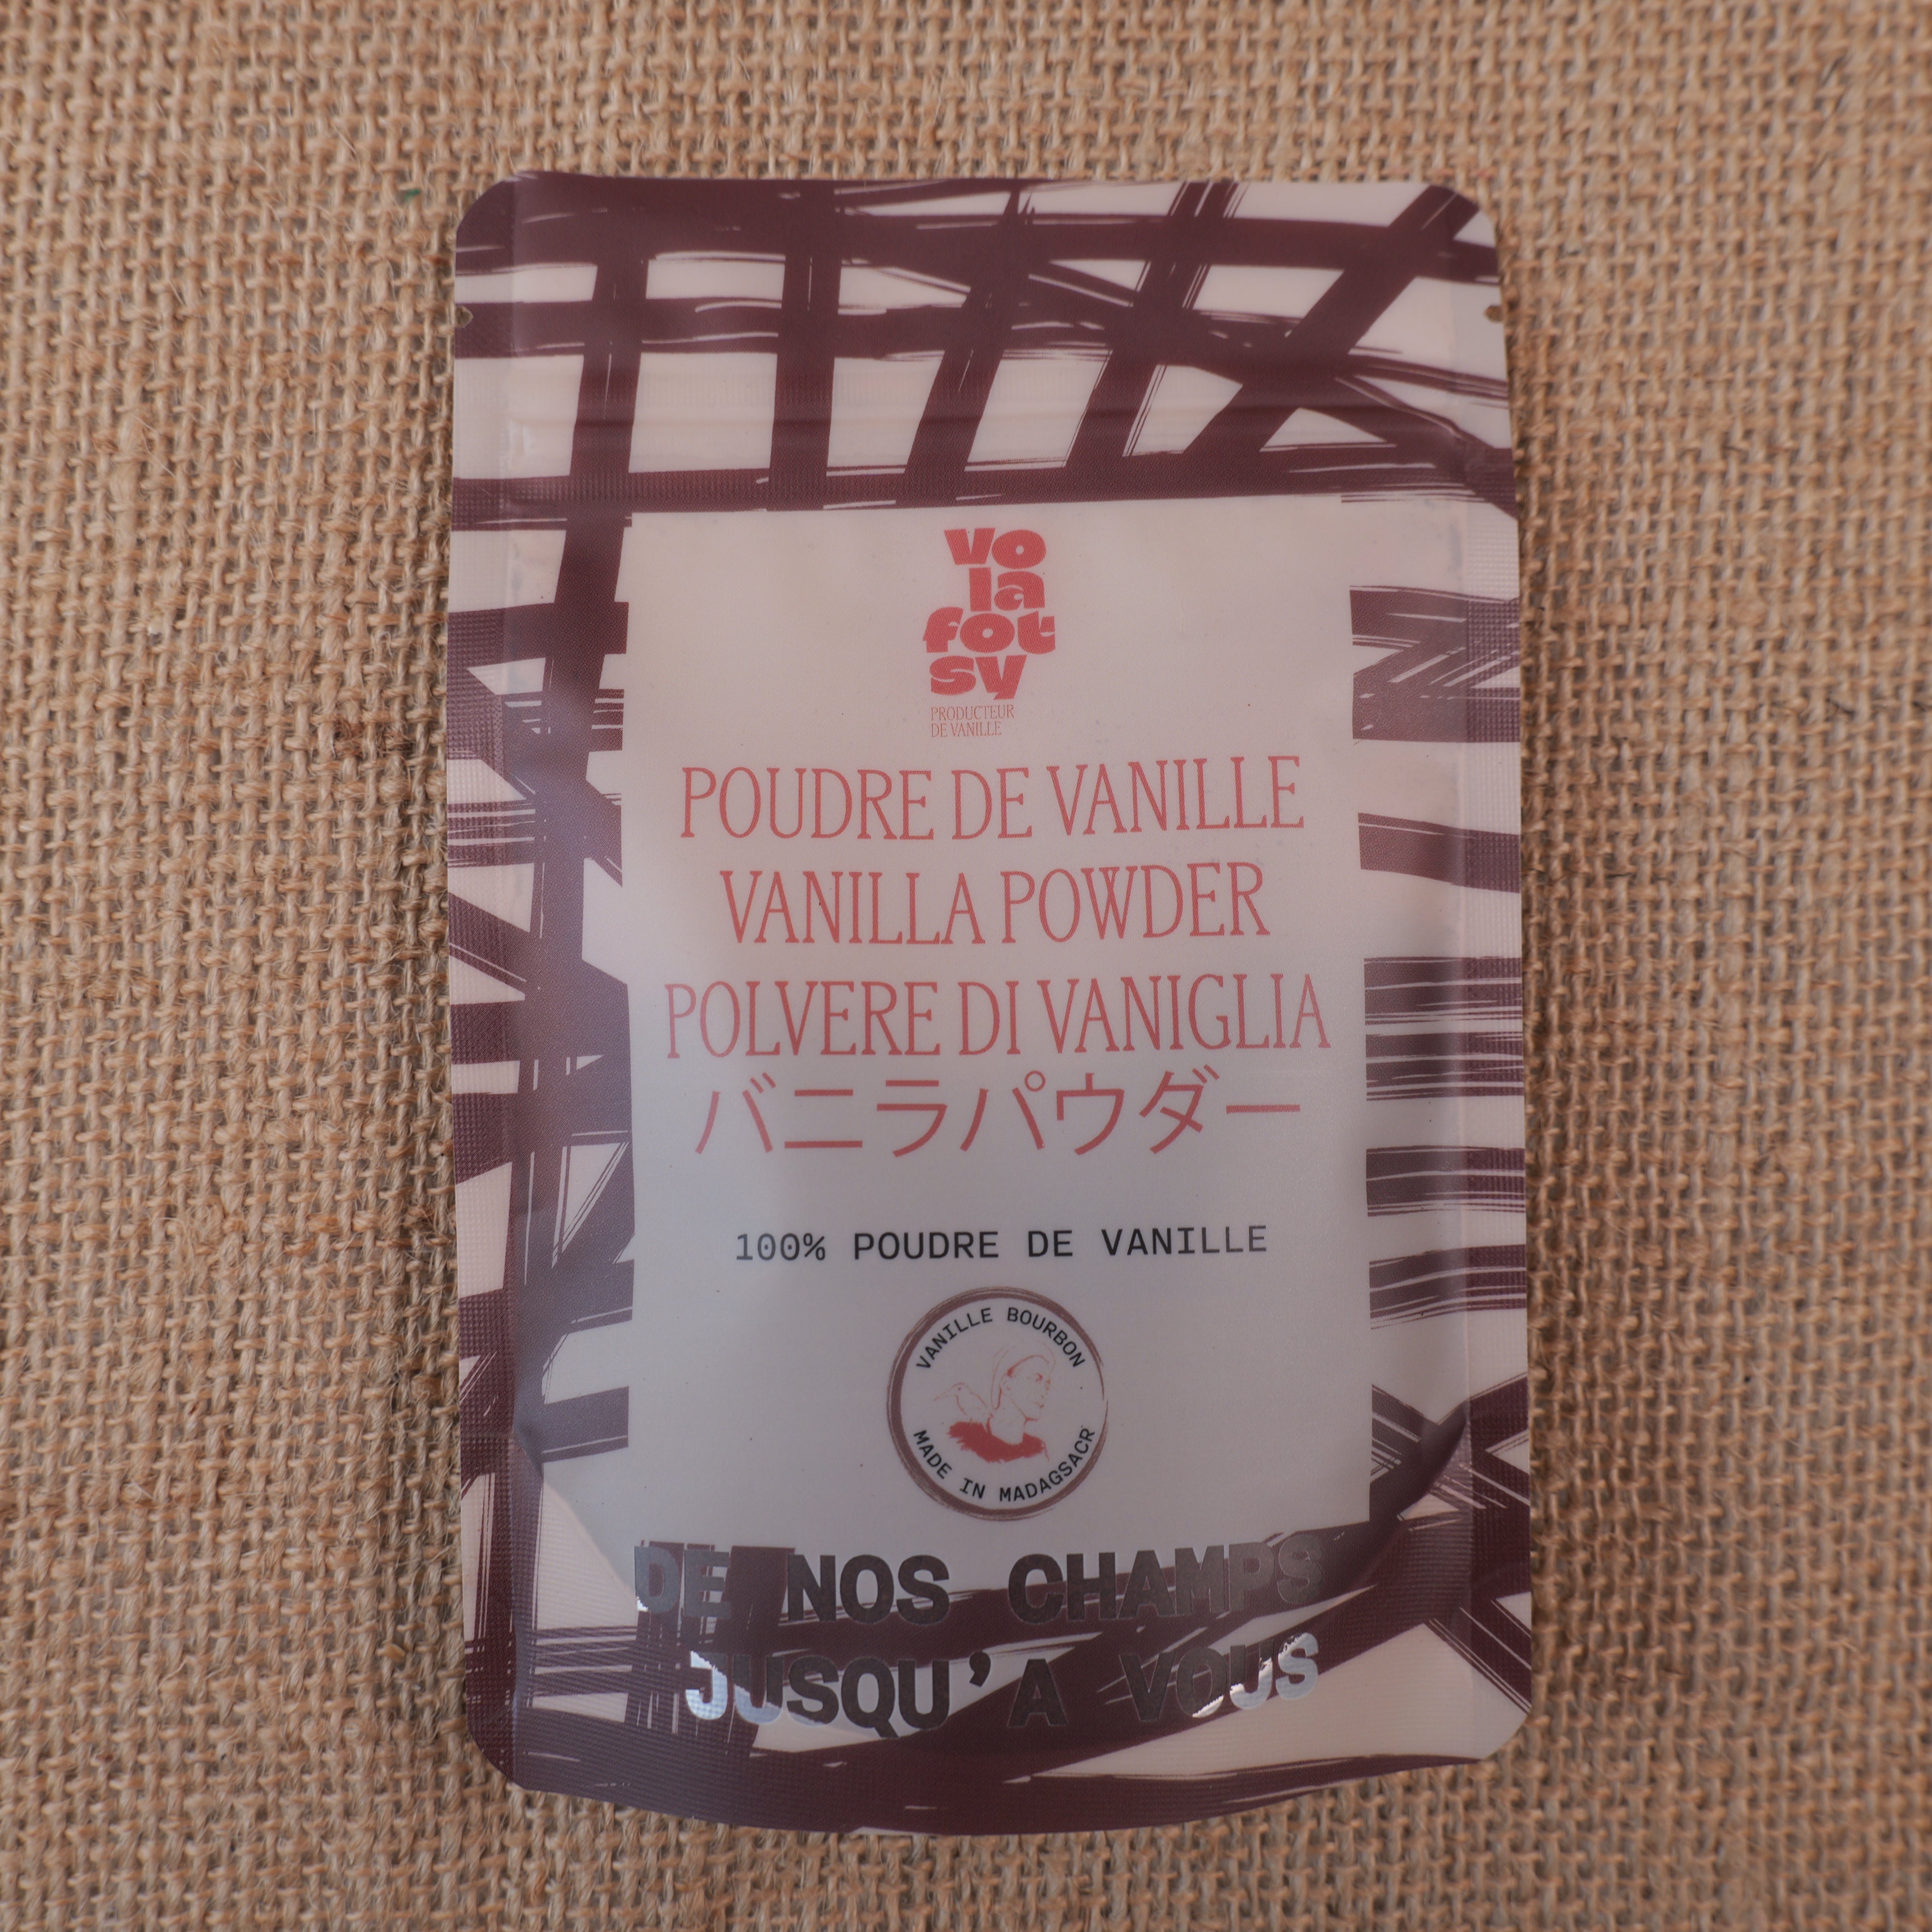 Vo
la
fot
sy
PRODUCTEUR
DE VANILLE
POUDRE DE VANILLE
VANILLA POWDER
POLVERE DI VANIGLIA
バニラパウダー
100% POUDRE DE VANILLE
VANILLE BOURBON
MADE IN MADAGSACR
DE NOS CHAMPS
JUSQU'A VOUS